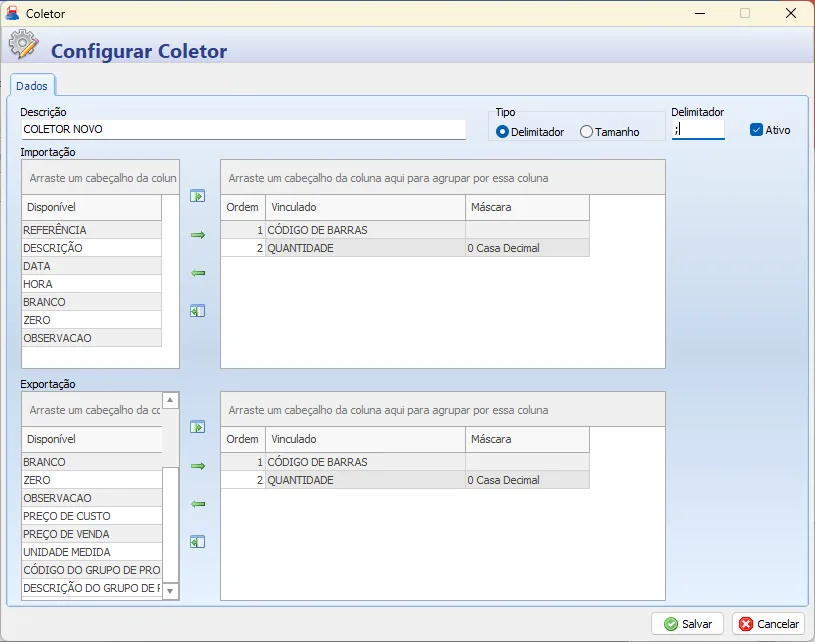 Coletor
Configurar Coletor
Dados
Descrição
COLETOR NOVO
Tipo
Delimitador
Tamanho
Delimitador
;
Ativo
Importação
Arraste um cabeçalho da colun
Disponível
REFERÊNCIA
DESCRIÇÃO
DATA
HORA
BRANCO
ZERO
OBSERVACAO
Arraste um cabeçalho da coluna aqui para agrupar por essa coluna
Ordem Vinculado Máscara
1 CÓDIGO DE BARRAS
2 QUANTIDADE 0 Casa Decimal
Exportação
Arraste um cabeçalho da co
Disponível
BRANCO
ZERO
OBSERVACAO
PREÇO DE CUSTO
PREÇO DE VENDA
UNIDADE MEDIDA
CÓDIGO DO GRUPO DE PRO
DESCRIÇÃO DO GRUPO DE F
Arraste um cabeçalho da coluna aqui para agrupar por essa coluna
Ordem Vinculado Máscara
1 CÓDIGO DE BARRAS
2 QUANTIDADE 0 Casa Decimal
Salvar
Cancelar